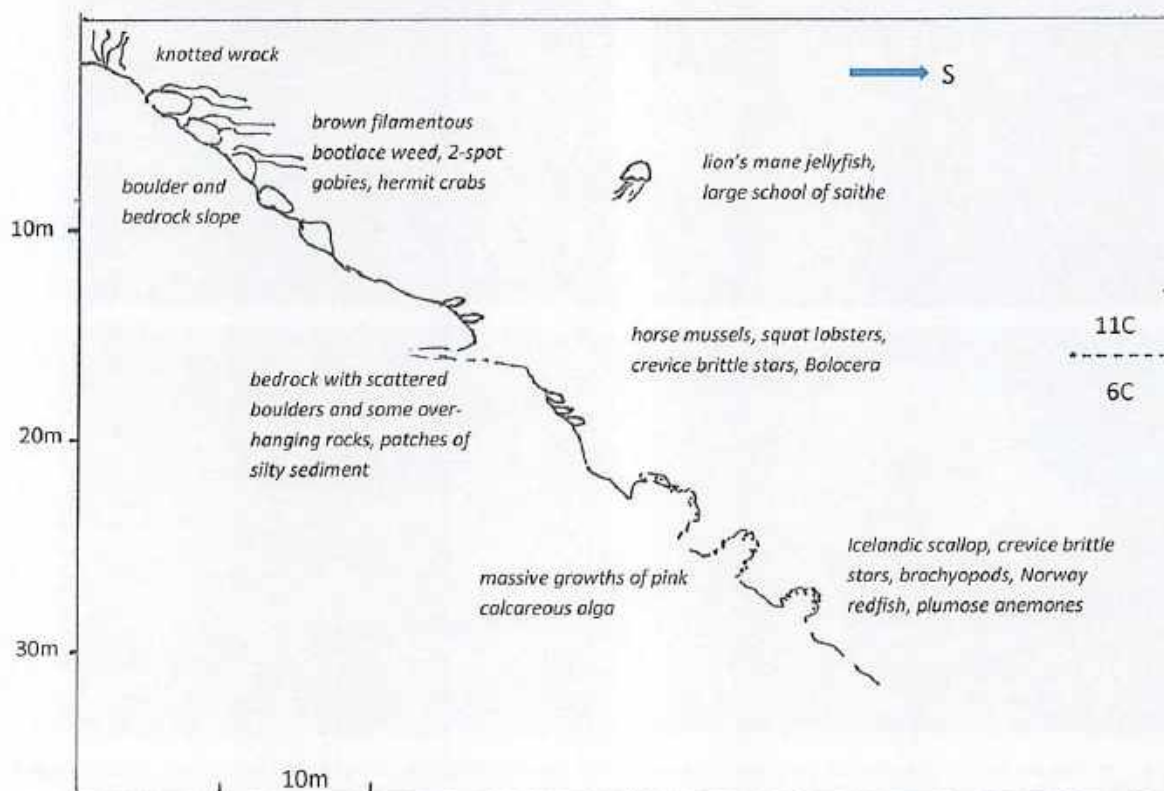 knotted wrack
S
brown filamentous
bootlace weed, 2-spot
gobies, hermit crabs
lion's mane jellyfish,
large school of saithe
boulder and
bedrock slope
10m
horse mussels, squat lobsters,
crevice brittle stars, Bolocera
11C
6C
bedrock with scattered
boulders and some over-
hanging rocks, patches of
silty sediment
20m
Icelandic scallop, crevice brittle
stars, brachyopods, Norway
redfish, plumose anemones
massive growths of pink
calcareous alga
30m
10m